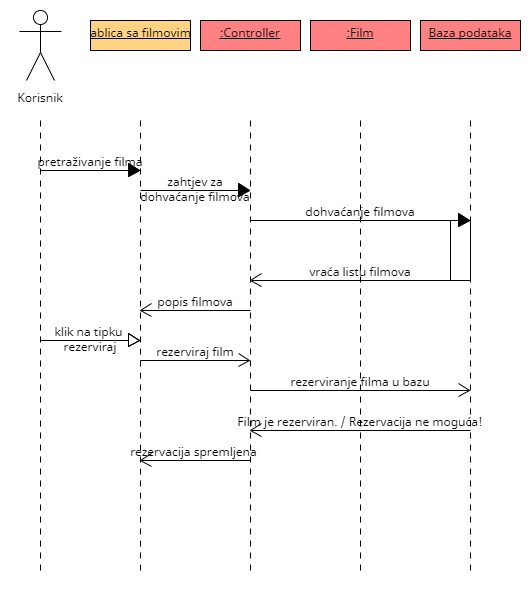 ablica sa filmovim
:Controller
:Film
Baza podataka
Korisnik
pretraživanje filma
zahtjev za
dohvaćanje filmova
dohvaćanje filmova
vraća listu filmova
popis filmova
klik na tipku
rezerviraj
rezerviraj film
rezerviranje filma u bazu
Film je rezerviran. / Rezervacija ne moguća!
rezervacija spremljena